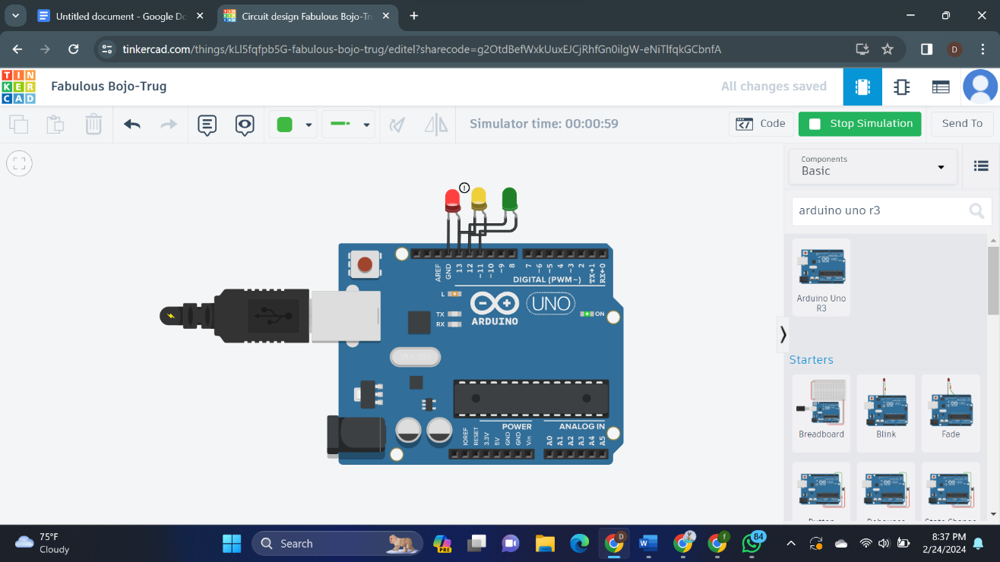 Untitled document - Google Do
Circuit design Fabulous Bojo-Tru
tinkercad.com/things/kLl5fqfpb5G-fabulous-bojo-trug/editel?sharecode=g2OtdBefWxkUuxEJCjRhfGn0ilgW-eNiTlfqkGCbnfA
D
TIN
KER
CAD
Fabulous Bojo-Trug
All changes saved
Simulator time: 00:00:59
Code
Stop Simulation
Send To
Components
Basic
arduino uno r3
Arduino Uno
R3
Starters
Breadboard
Blink
Fade
AREF
GND
13
12
~11
~10
~9
8
7
~6
~5
4
~3
2
TX→1
RX←0
DIGITAL (PWM~)
L
TX
RX
UNO
ARDUINO
ON
POWER
ANALOG IN
IOREF
RESET
3.3V
5V
GND
GND
Vin
A0
A1
A2
A3
A4
A5
75°F
Cloudy
Search
PRE
D
f
84
8:37 PM
2/24/2024